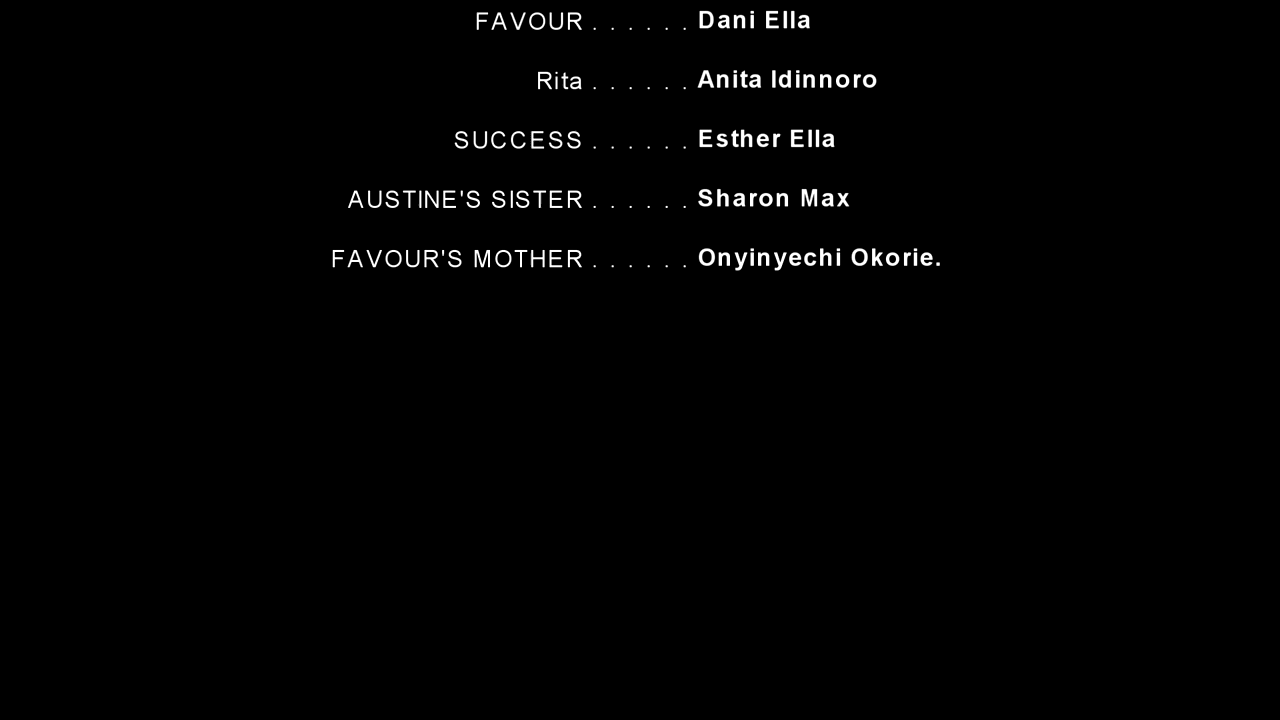 FAVOUR . . . . . . Dani Ella
Rita . . . . . . Anita Idinnoro
SUCCESS . . . . . . Esther Ella
AUSTINE'S SISTER . . . . . . Sharon Max
FAVOUR'S MOTHER . . . . . . Onyinyechi Okorie.